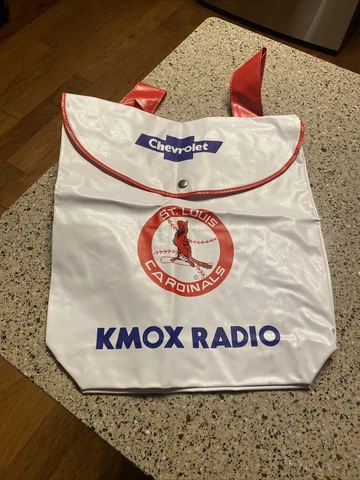 Chevrolet
ST. LOUIS
CARDINALS
KMOX RADIO